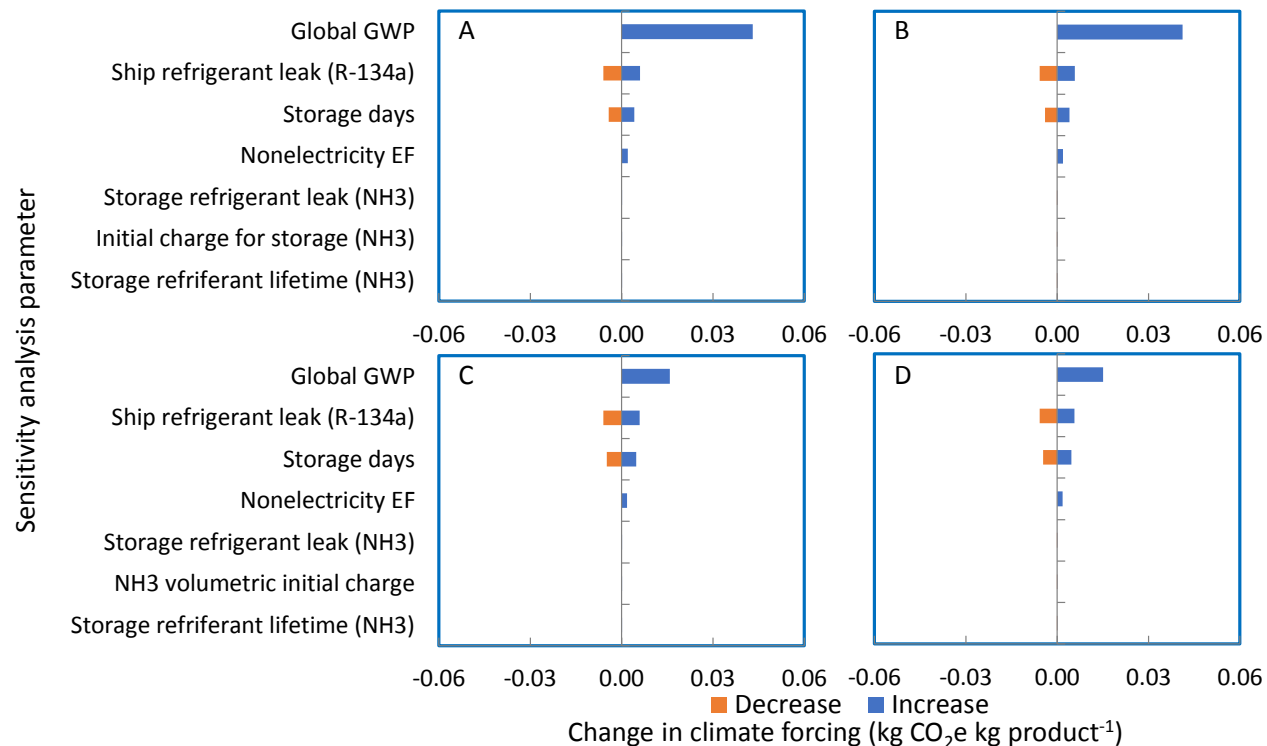 Sensitivity analysis parameter
Global GWP
Ship refrigerant leak (R-134a)
Storage days
Nonelectricity EF
Storage refrigerant leak (NH3)
Initial charge for storage (NH3)
Storage refriferant lifetime (NH3)
A
-0.06 -0.03 0.00 0.03 0.06
B
-0.06 -0.03 0.00 0.03 0.06
Global GWP
Ship refrigerant leak (R-134a)
Storage days
Nonelectricity EF
Storage refrigerant leak (NH3)
NH3 volumetric initial charge
Storage refriferant lifetime (NH3)
C
-0.06 -0.03 0.00 0.03 0.06
D
-0.06 -0.03 0.00 0.03 0.06
Decrease Increase
Change in climate forcing (kg CO₂e kg product⁻¹)